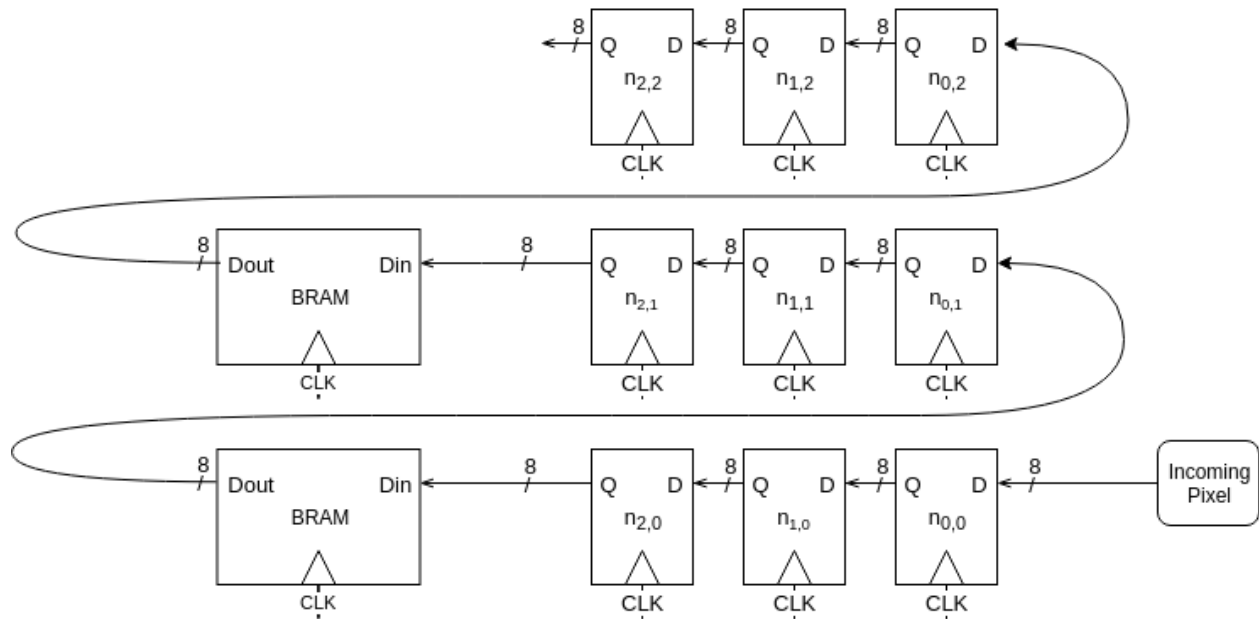 8 8 8
Q D Q D Q D
n2,2 n1,2 n0,2
CLK CLK CLK
8 8 8 8
Dout Din Q D Q D Q D
BRAM n2,1 n1,1 n0,1
CLK CLK CLK CLK
8 8 8 8 8
Dout Din Q D Q D Q D Incoming
BRAM n2,0 n1,0 n0,0 Pixel
CLK CLK CLK CLK